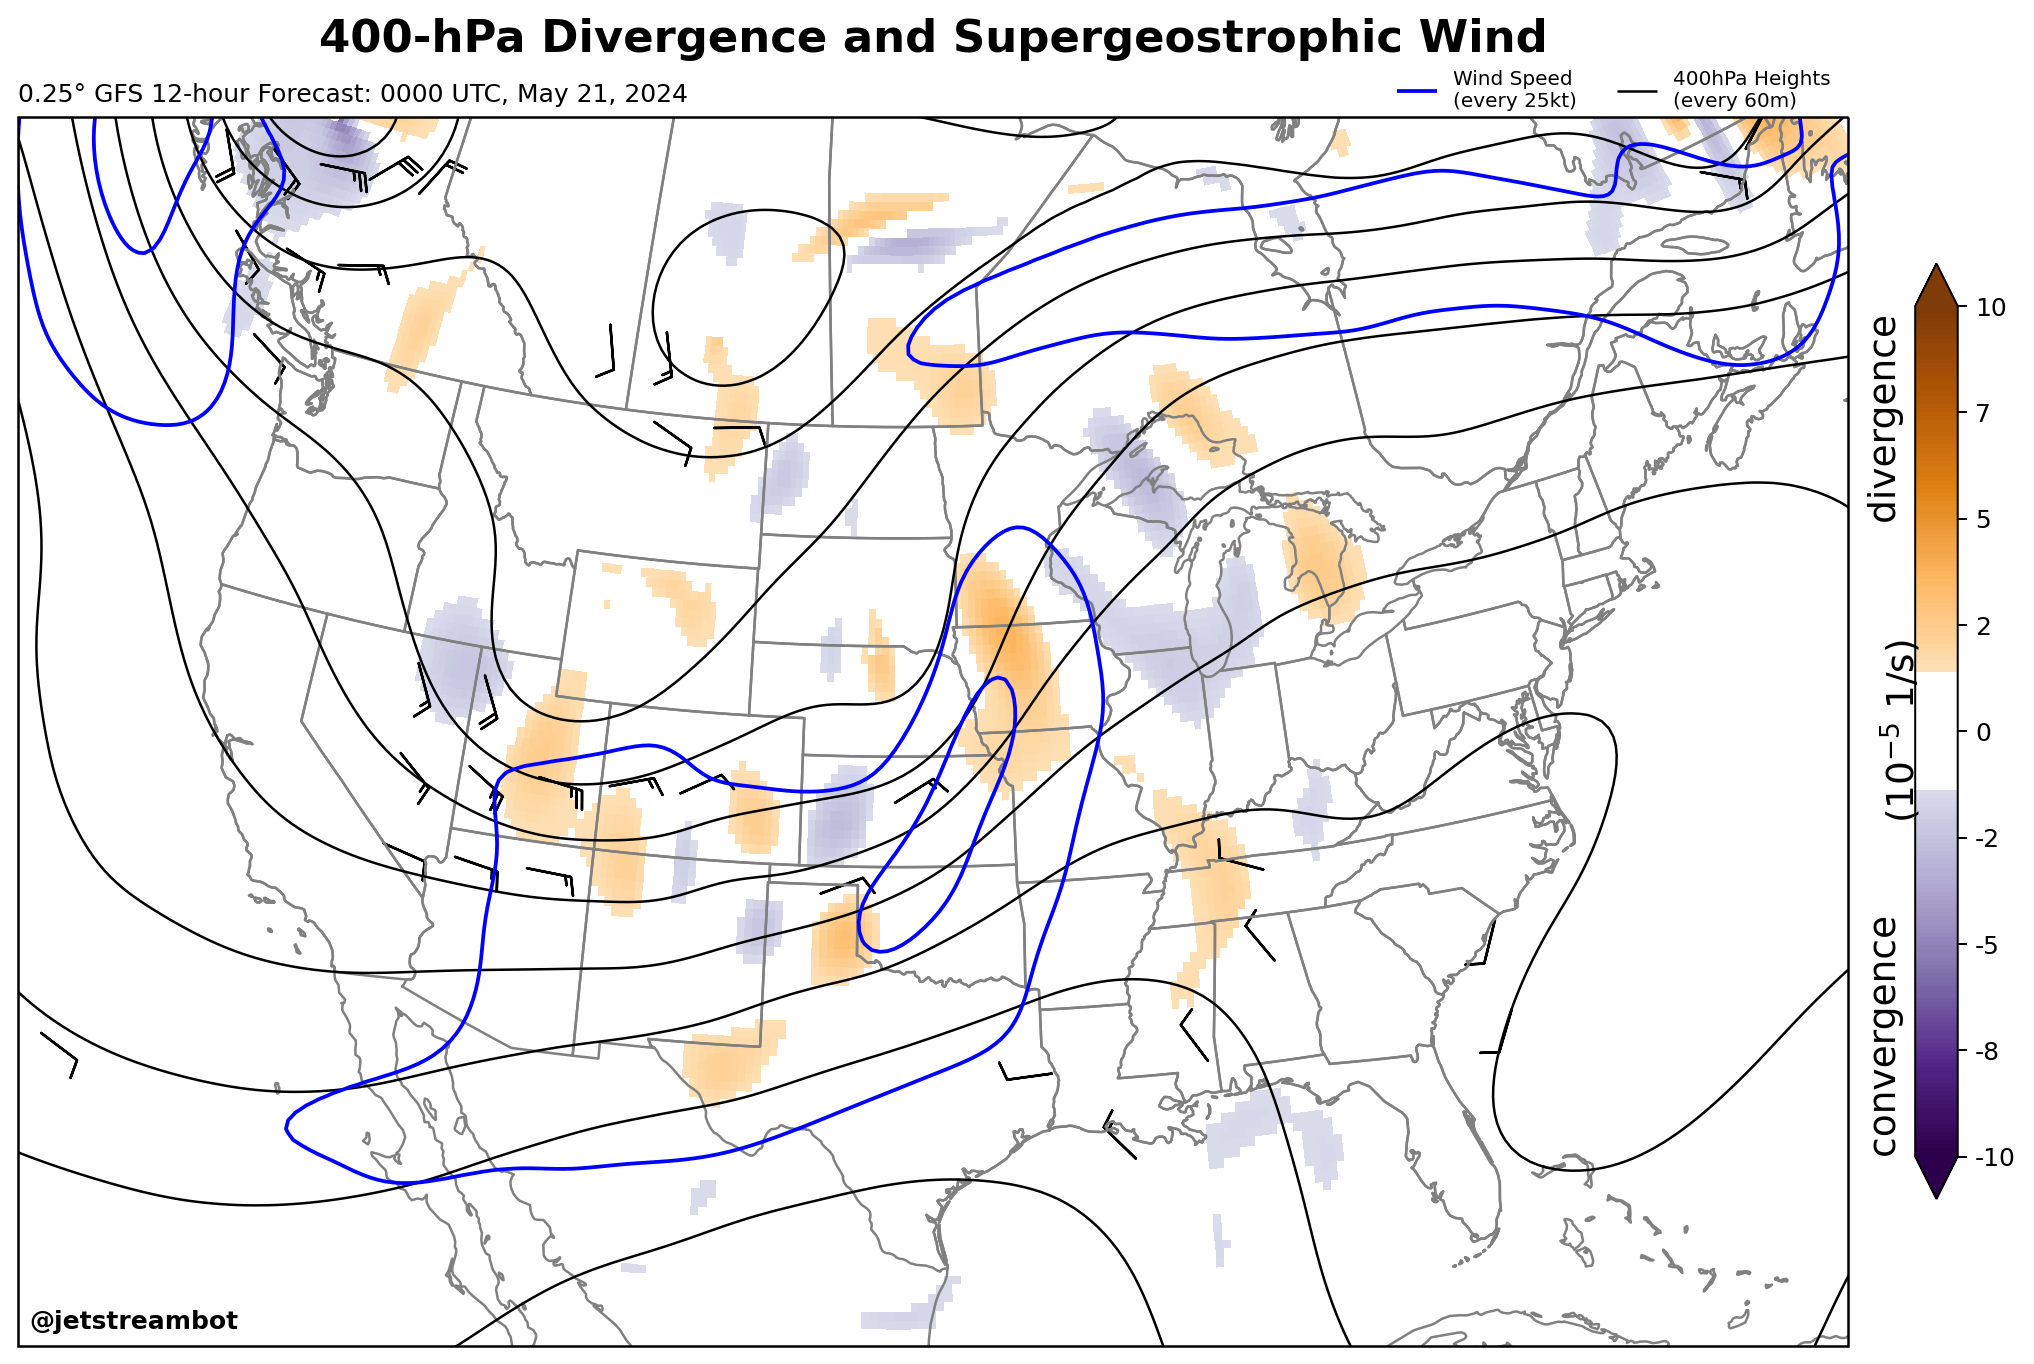 400-hPa Divergence and Supergeostrophic Wind
0.25° GFS 12-hour Forecast: 0000 UTC, May 21, 2024
Wind Speed
(every 25kt)
400hPa Heights
(every 60m)
10
7
5
2
0
-2
-5
-8
-10
divergence
(10⁻⁵ 1/s)
convergence
@jetstreambot